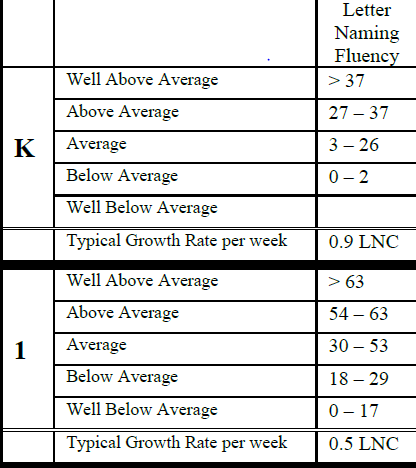 Letter
Naming
Fluency
K
Well Above Average > 37
Above Average 27 – 37
Average 3 – 26
Below Average 0 – 2
Well Below Average
Typical Growth Rate per week 0.9 LNC
1
Well Above Average > 63
Above Average 54 – 63
Average 30 – 53
Below Average 18 – 29
Well Below Average 0 – 17
Typical Growth Rate per week 0.5 LNC